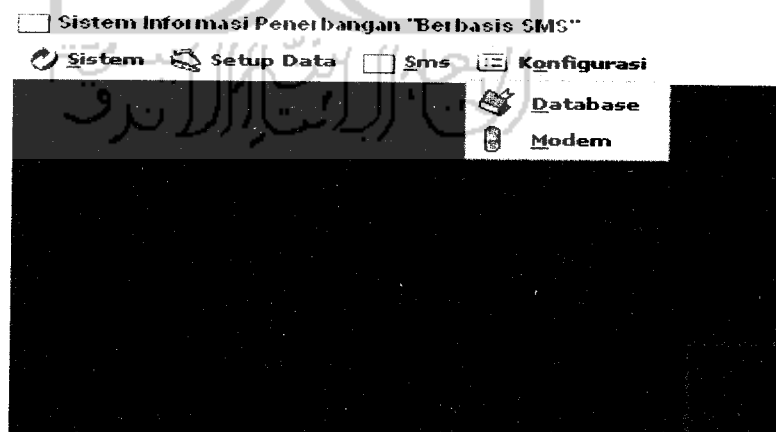 Sistem Informasi Penerbangan "Berbasis SMS"
Sistem Setup Data Sms Konfigurasi
Database
Modem